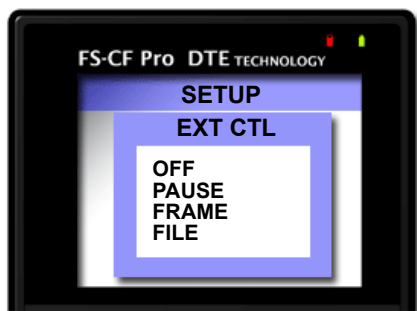 FS-CF Pro DTE TECHNOLOGY
SETUP
EXT CTL
OFF
PAUSE
FRAME
FILE